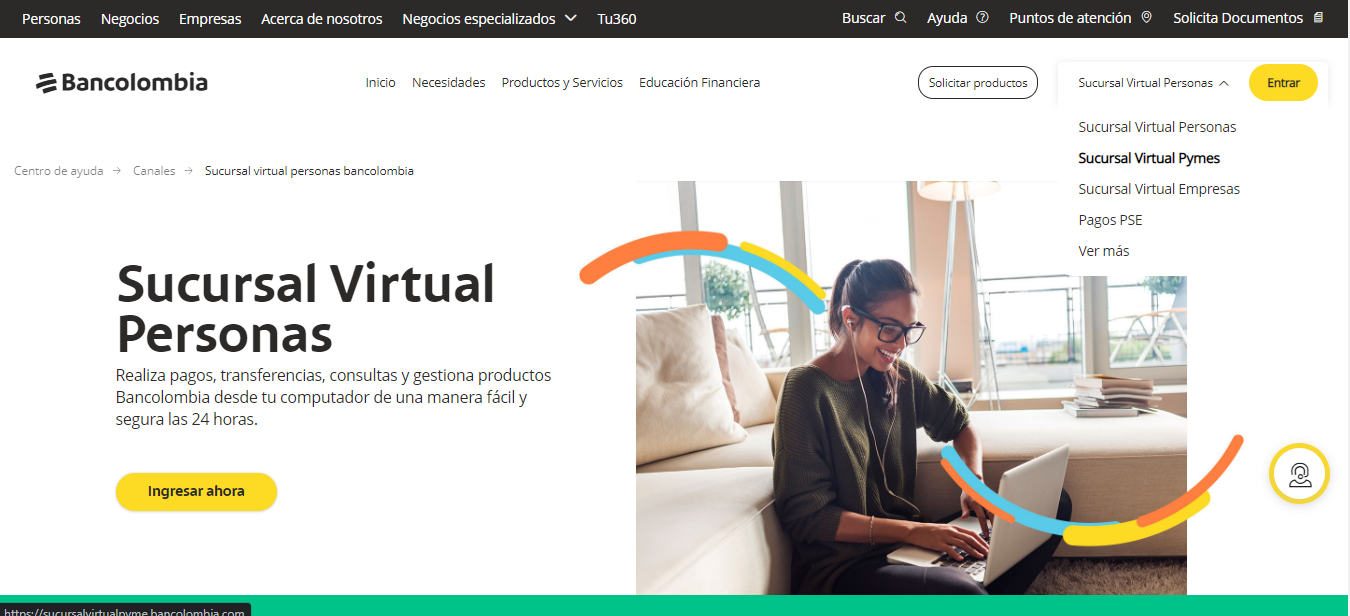 Personas Negocios Empresas Acerca de nosotros Negocios especializados Tu360 Buscar Ayuda Puntos de atención Solicita Documentos
Bancolombia Inicio Necesidades Productos y Servicios Educación Financiera Solicitar productos Sucursal Virtual Personas Entrar
Sucursal Virtual Personas
Sucursal Virtual Pymes
Sucursal Virtual Empresas
Pagos PSE
Ver más
Centro de ayuda → Canales → Sucursal virtual personas bancolombia
Sucursal Virtual
Personas
Realiza pagos, transferencias, consultas y gestiona productos
Bancolombia desde tu computador de una manera fácil y
segura las 24 horas.
Ingresar ahora
https://sucursalvirtualpyme.bancolombia.com